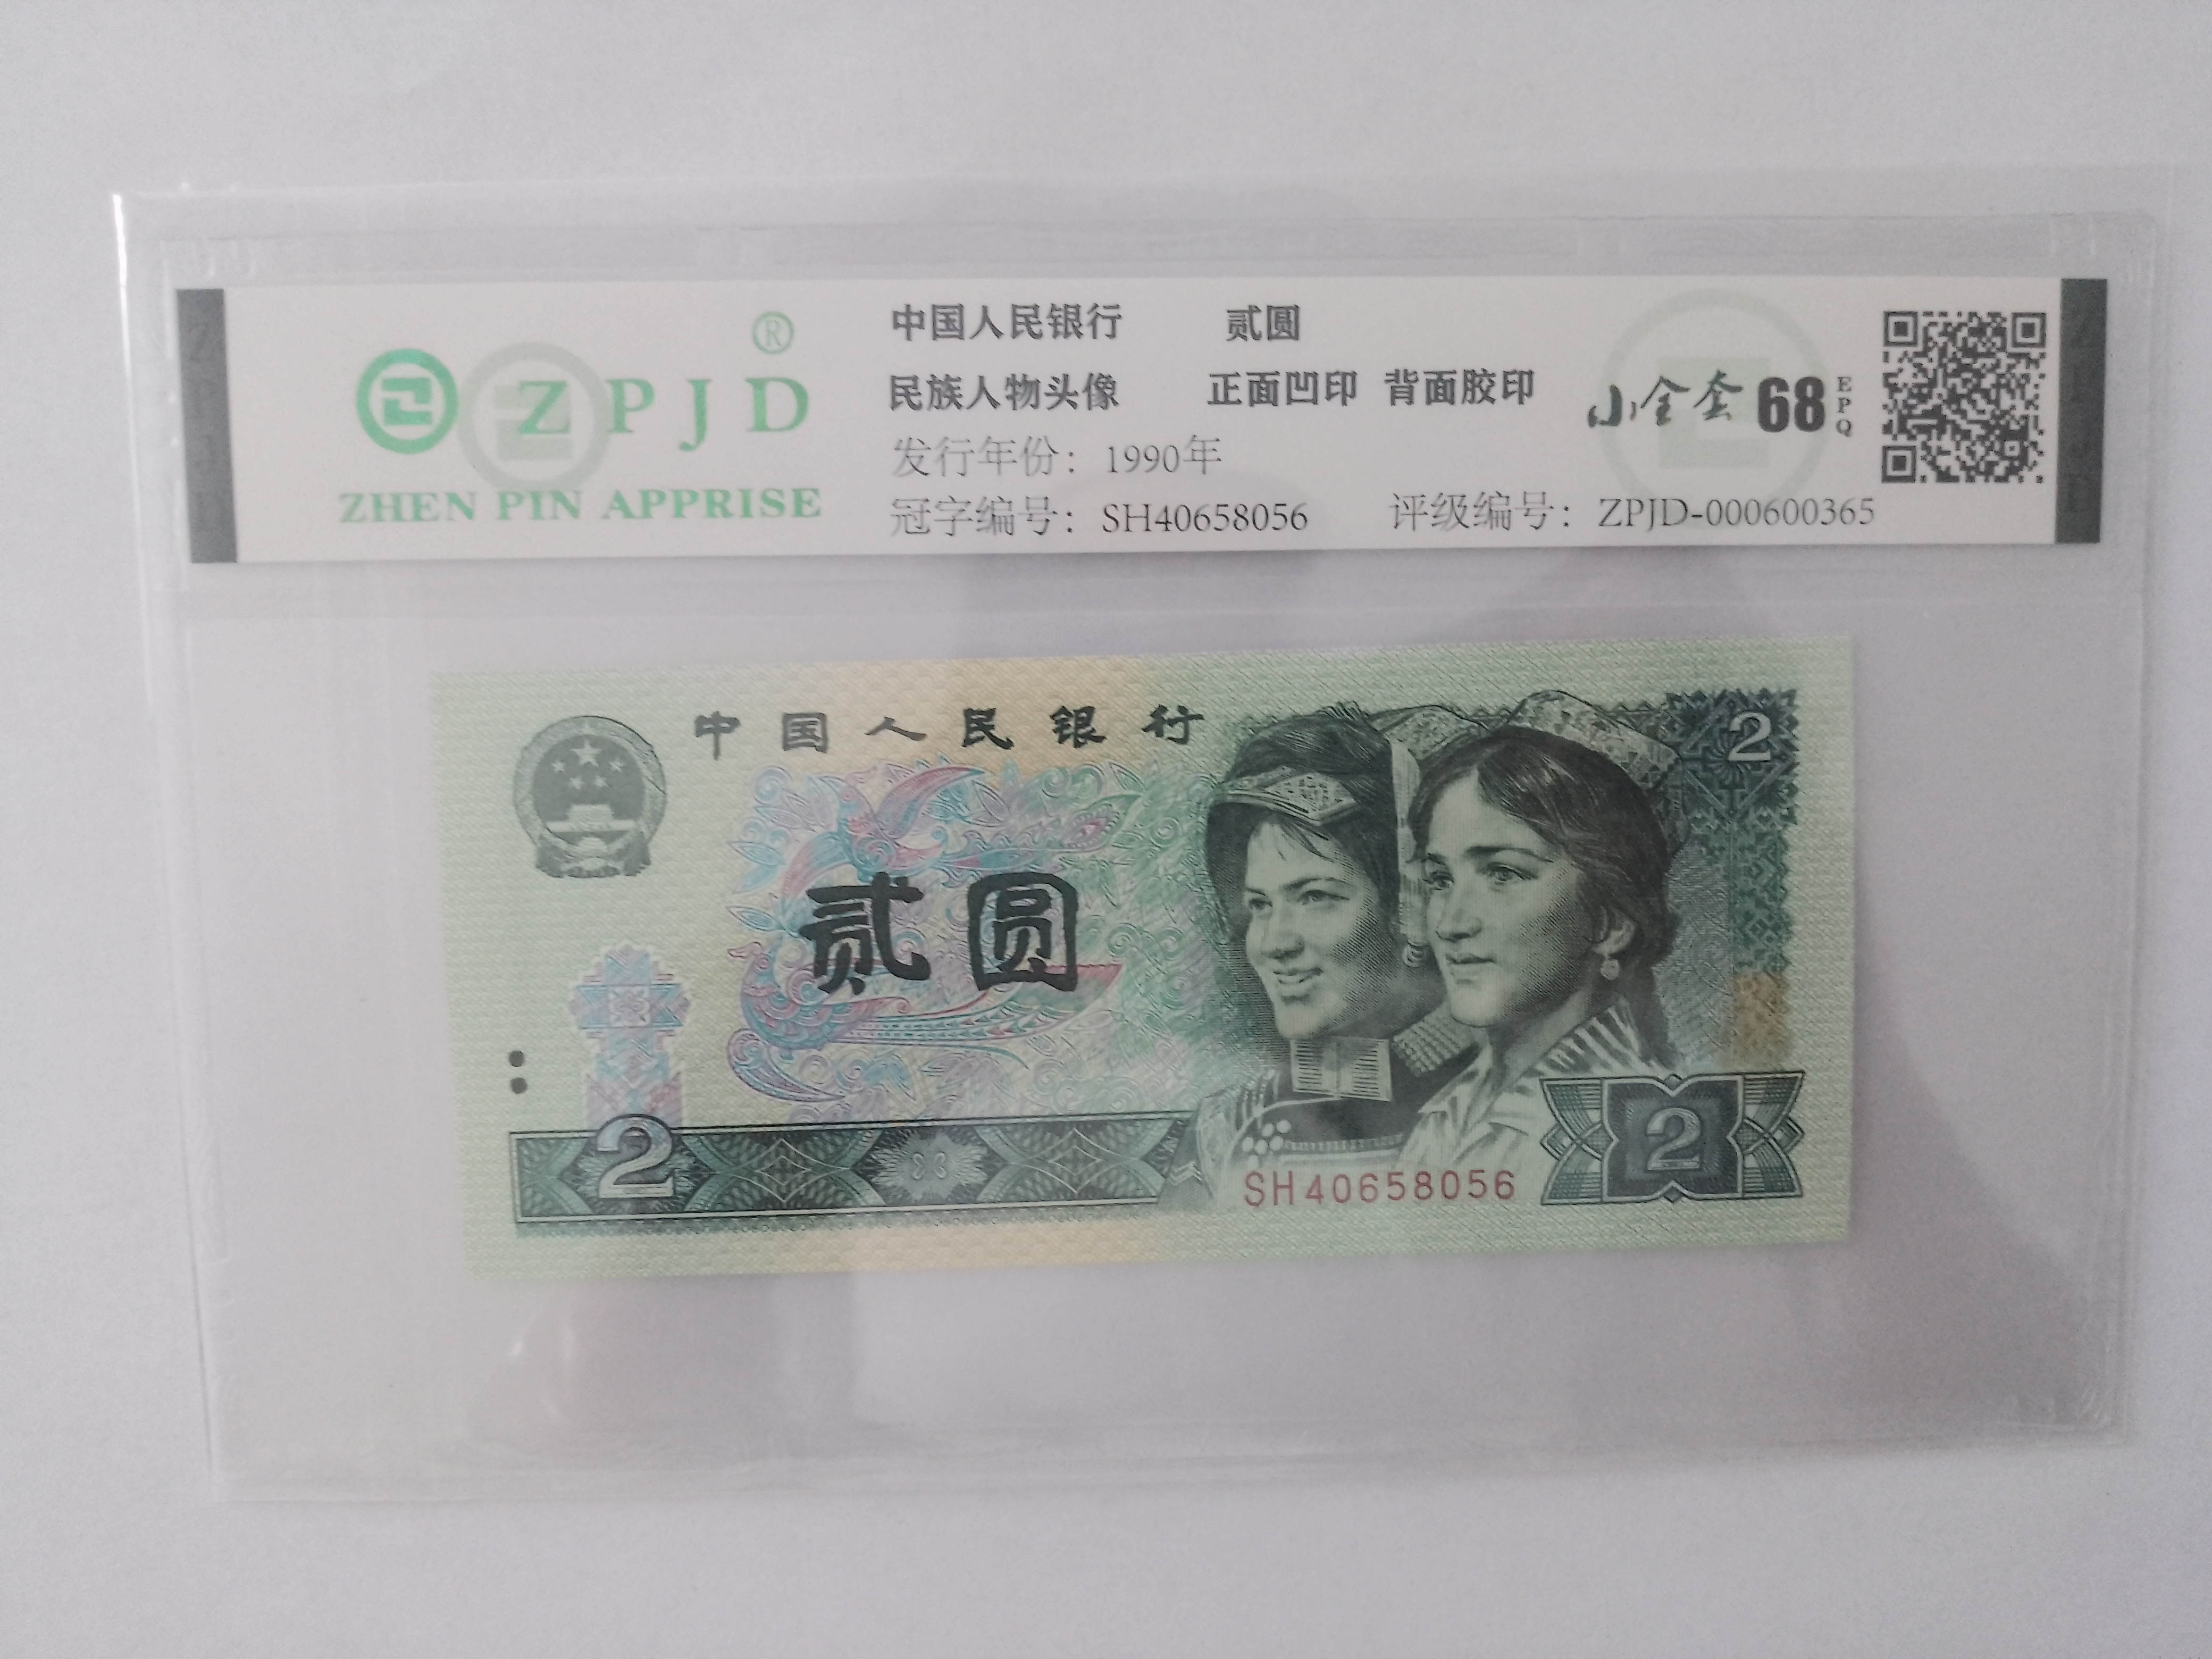 ZPJD®
ZHEN PIN APPRISE
中国人民银行 贰圆
民族人物头像 正面凹印 背面胶印
发行年份：1990年
冠字编号：SH40658056 评级编号：ZPJD-000600365
小全套 68 EPQ
中国人民银行
2
贰圆
2
2
SH40658056